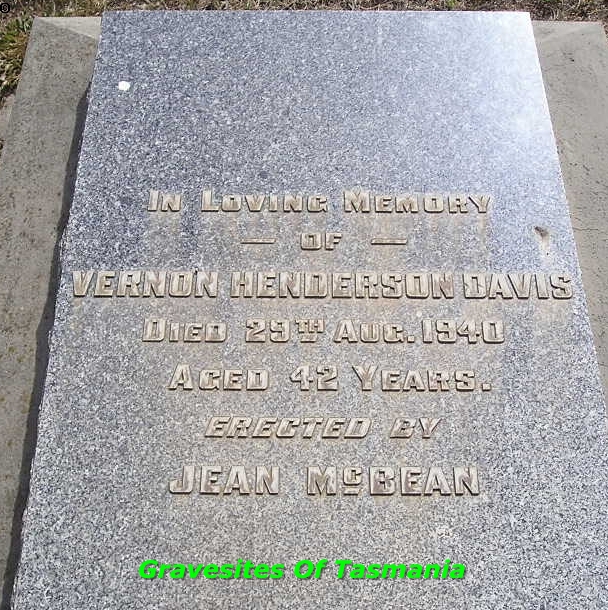 In Loving Memory
— OF —
VERNON HENDERSON DAVIS
DIED 29TH AUG. 1940
AGED 42 YEARS.
ERECTED BY
JEAN McBEAN
Gravesites Of Tasmania